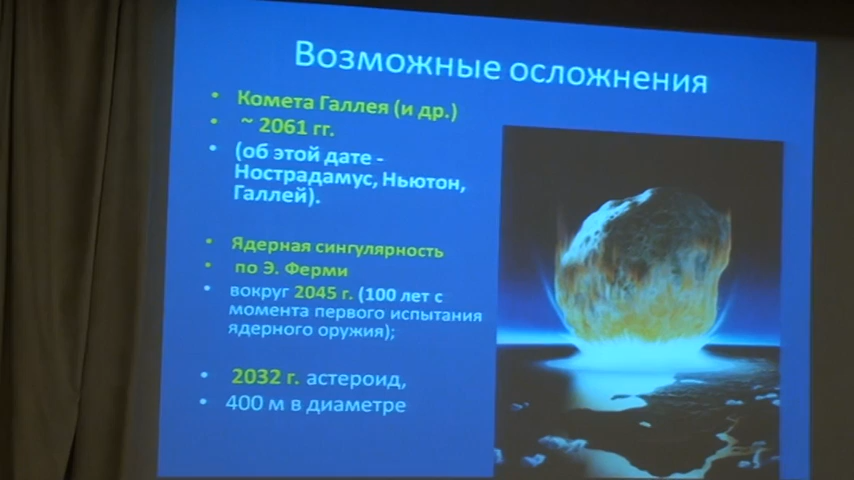 Возможные осложнения
• Комета Галлея (и др.)
• ~ 2061 гг.
• (об этой дате -
Нострадамус, Ньютон,
Галлей).
• Ядерная сингулярность
• по Э. Ферми
• вокруг 2045 г. (100 лет с
момента первого испытания
ядерного оружия);
• 2032 г. астероид,
• 400 м в диаметре